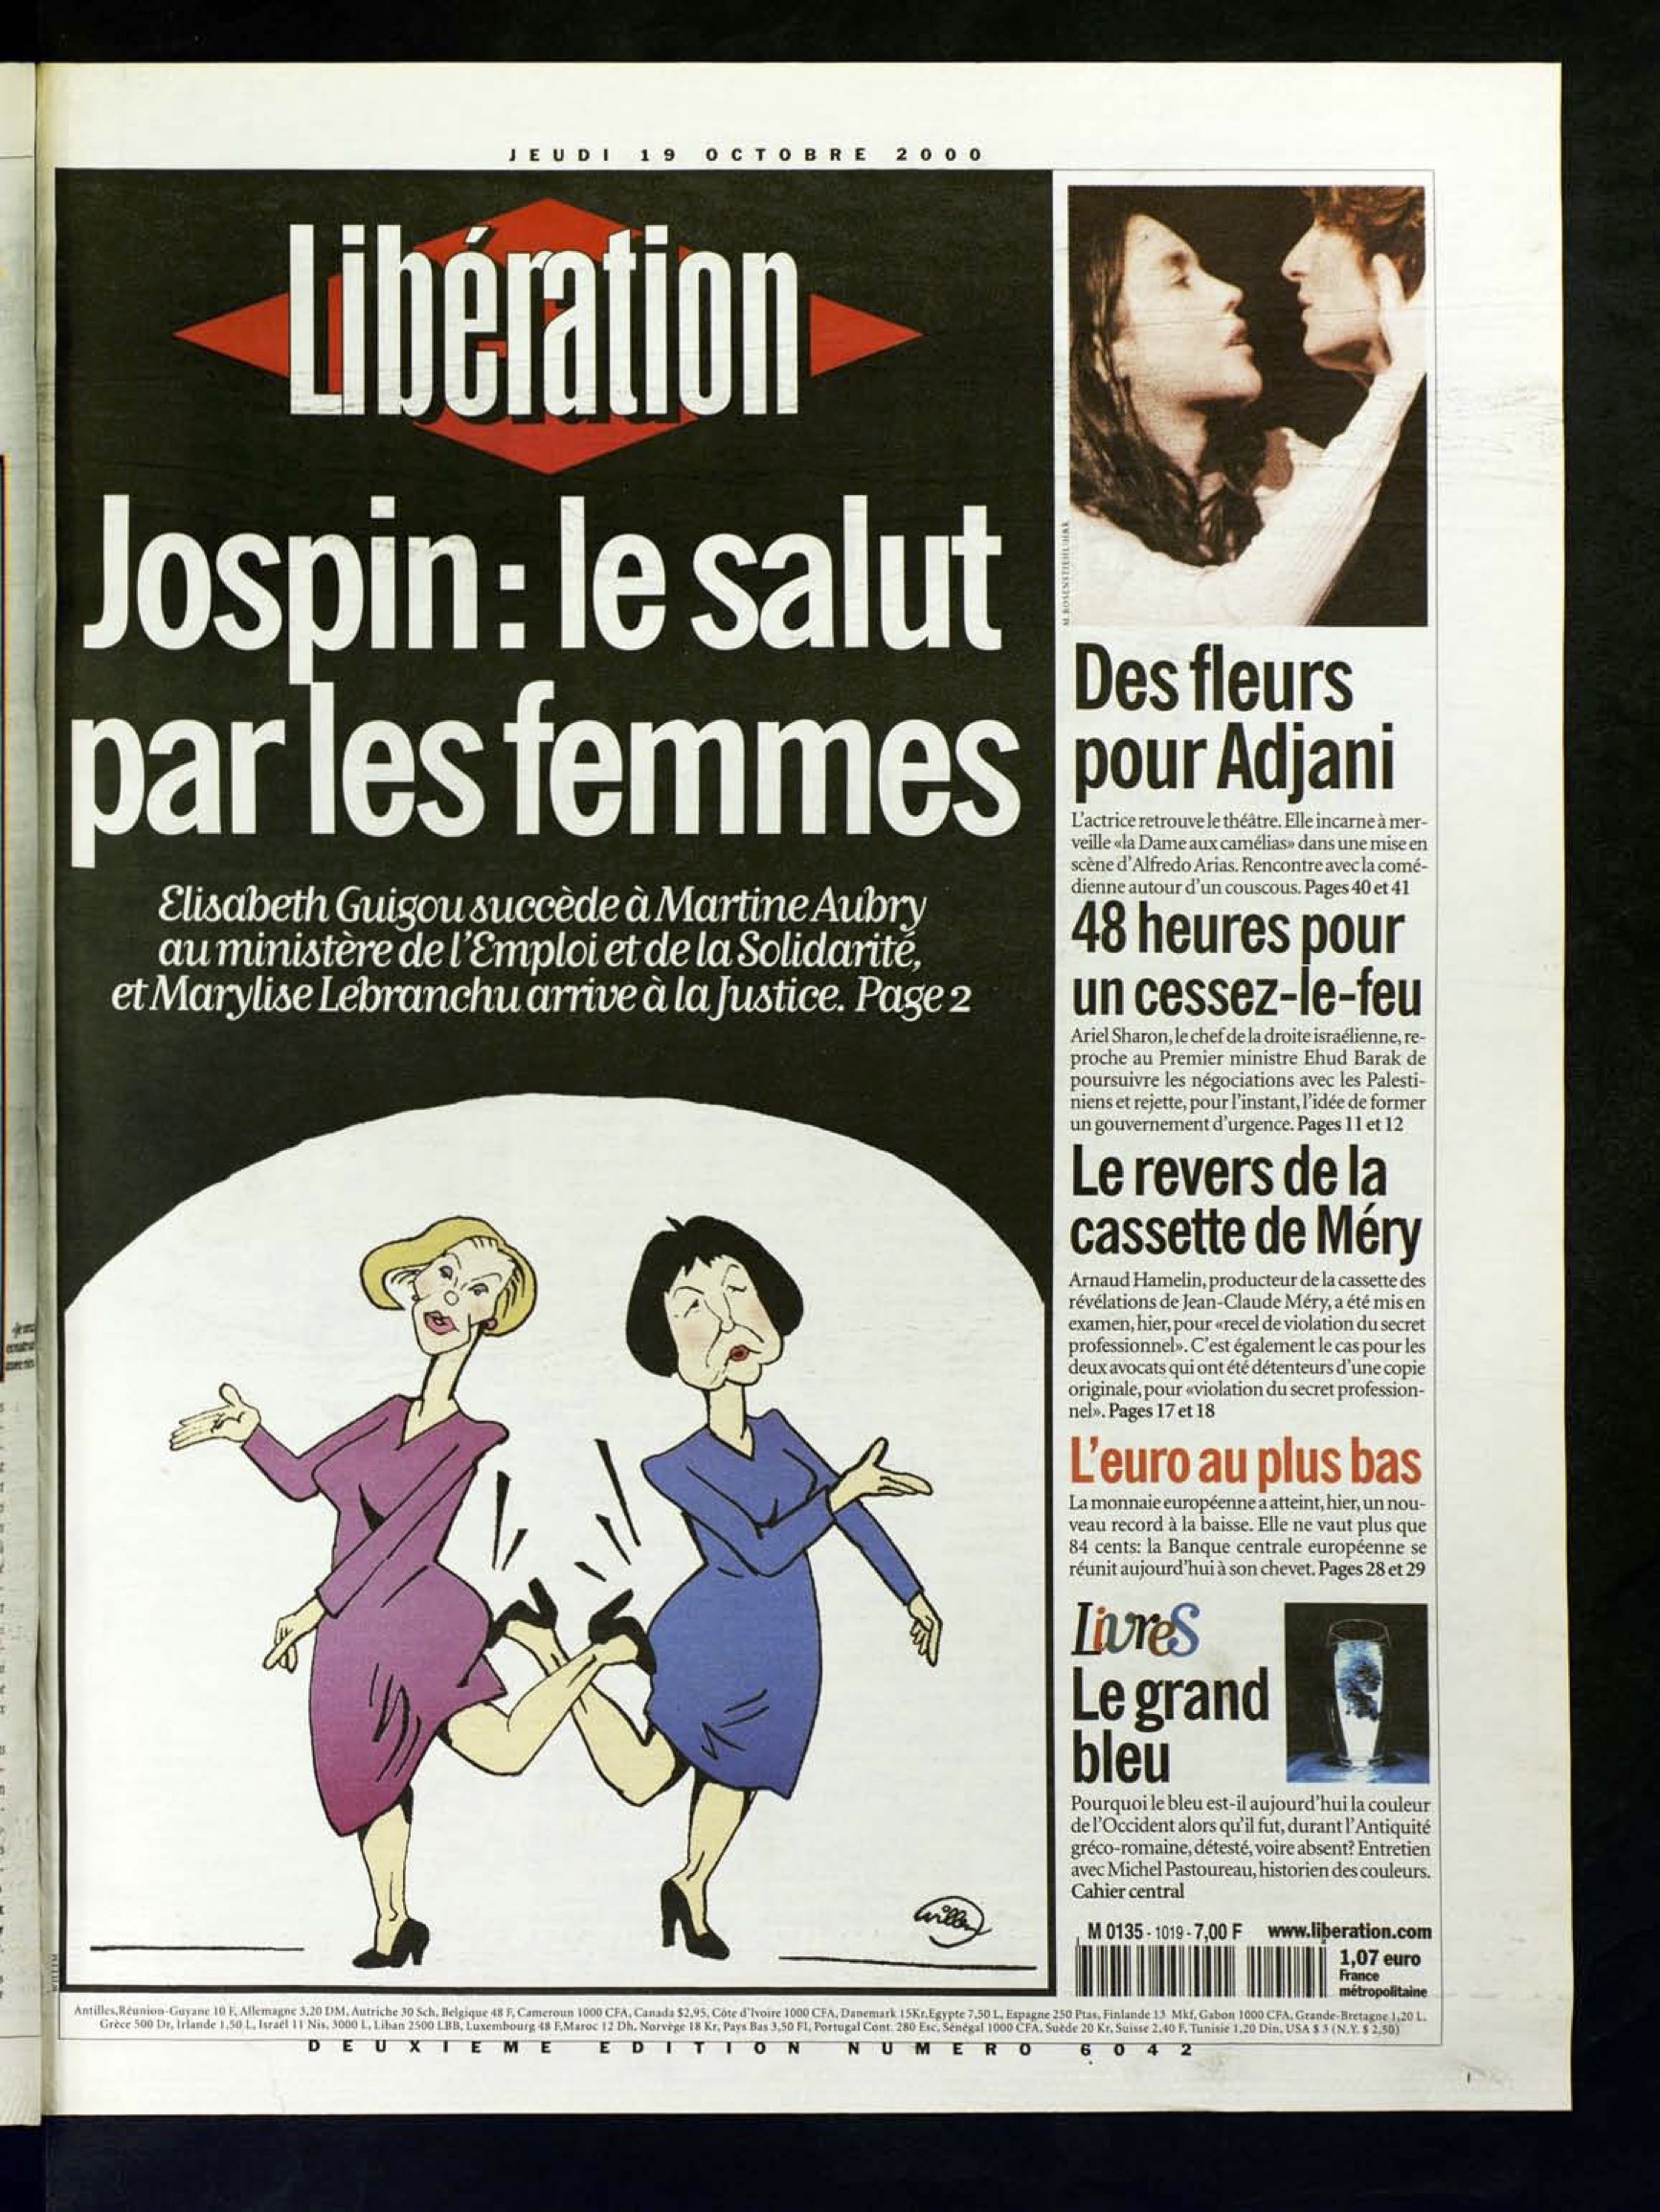 JEUDI 19 OCTOBRE 2000
Libération
Jospin : le salut
par les femmes
Elisabeth Guigou succède à Martine Aubry
au ministère de l'Emploi et de la Solidarité,
et Marylise Lebranchu arrive à la Justice. Page 2
Willem
WILLEM
M. ROSENSTIEHL/H&K
Des fleurs
pour Adjani
L'actrice retrouve le théâtre. Elle incarne à mer-
veille «la Dame aux camélias» dans une mise en
scène d'Alfredo Arias. Rencontre avec la comé-
dienne autour d'un couscous. Pages 40 et 41
48 heures pour
un cessez-le-feu
Ariel Sharon, le chef de la droite israélienne, re-
proche au Premier ministre Ehud Barak de
poursuivre les négociations avec les Palesti-
niens et rejette, pour l'instant, l'idée de former
un gouvernement d'urgence. Pages 11 et 12
Le revers de la
cassette de Méry
Arnaud Hamelin, producteur de la cassette des
révélations de Jean-Claude Méry, a été mis en
examen, hier, pour «recel de violation du secret
professionnel». C'est également le cas pour les
deux avocats qui ont été détenteurs d'une copie
originale, pour «violation du secret profession-
nel». Pages 17 et 18
L'euro au plus bas
La monnaie européenne a atteint, hier, un nou-
veau record à la baisse. Elle ne vaut plus que
84 cents: la Banque centrale européenne se
réunit aujourd'hui à son chevet. Pages 28 et 29
Livres
Le grand
bleu
Pourquoi le bleu est-il aujourd'hui la couleur
de l'Occident alors qu'il fut, durant l'Antiquité
gréco-romaine, détesté, voire absent? Entretien
avec Michel Pastoureau, historien des couleurs.
Cahier central
M 0135 - 1019 - 7,00 F www.liberation.com
1,07 euro
France
métropolitaine
Antilles, Réunion-Guyane 10 F, Allemagne 3,20 DM, Autriche 30 Sch, Belgique 48 F, Cameroun 1000 CFA, Canada $2,95, Côte d'Ivoire 1000 CFA, Danemark 15Kr, Egypte 7,50 L, Espagne 250 Ptas, Finlande 13 Mkf, Gabon 1000 CFA, Grande-Bretagne 1,20 L,
Grèce 500 Dr, Irlande 1,50 L, Israël 11 Nis, 3000 L, Liban 2500 LBB, Luxembourg 48 F, Maroc 12 Dh, Norvège 18 Kr, Pays Bas 3,50 Fl, Portugal Cont. 280 Esc, Sénégal 1000 CFA, Suède 20 Kr, Suisse 2,40 F, Tunisie 1,20 Din, USA $ 3 (N.Y. $ 2,50)
DEUXIEME EDITION NUMERO 6042